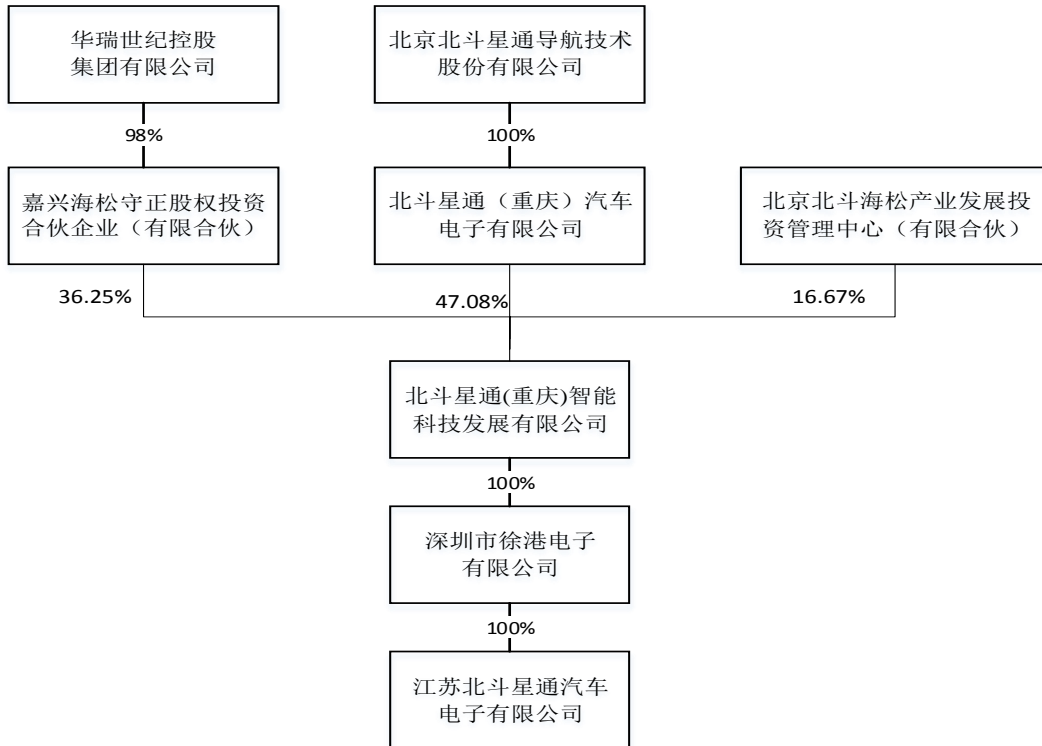 华瑞世纪控股
集团有限公司
北京北斗星通导航技术
股份有限公司
98%
100%
嘉兴海松守正股权投资
合伙企业（有限合伙）
北斗星通（重庆）汽车
电子有限公司
北京北斗海松产业发展投
资管理中心（有限合伙）
36.25%
47.08%
16.67%
北斗星通(重庆)智能
科技发展有限公司
100%
深圳市徐港电子
有限公司
100%
江苏北斗星通汽车
电子有限公司